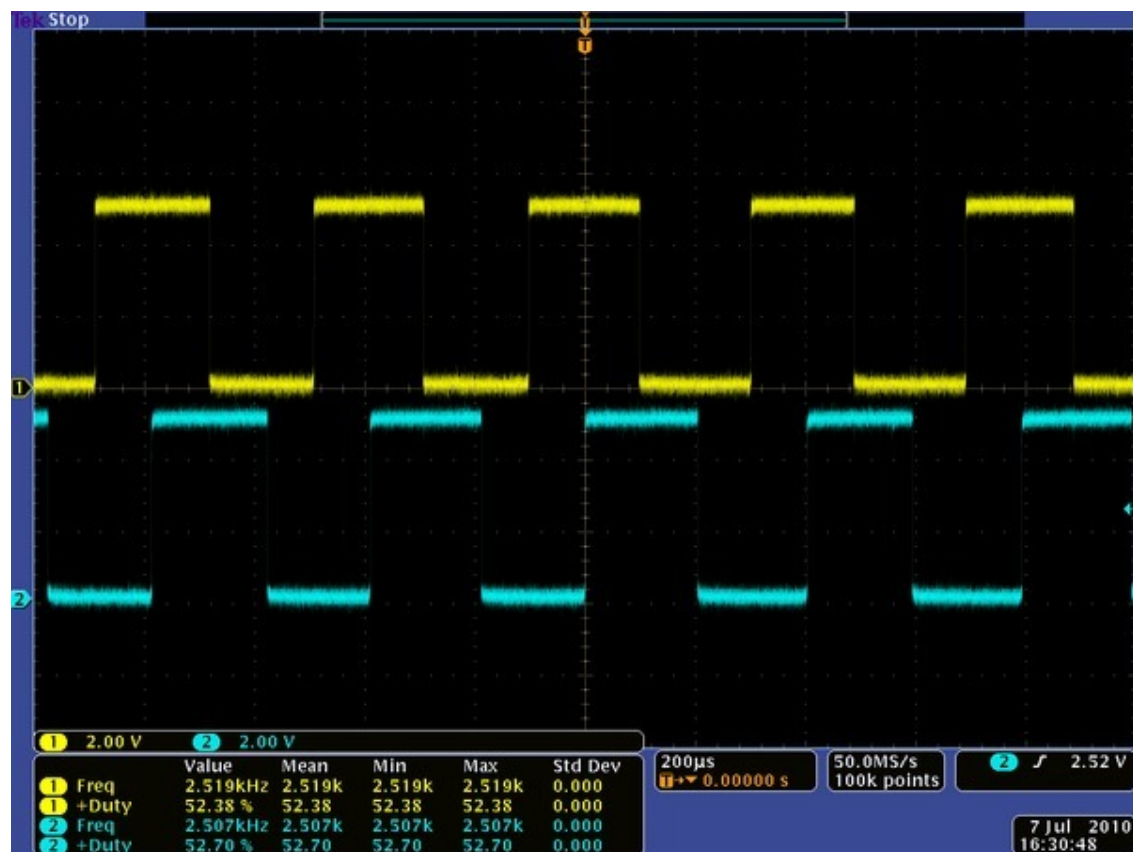 Tek Stop
T
T
1
2
1 2.00 V 2 2.00 V
Value Mean Min Max Std Dev
1 Freq 2.519kHz 2.519k 2.519k 2.519k 0.000
1 +Duty 52.38 % 52.38 52.38 52.38 0.000
2 Freq 2.507kHz 2.507k 2.507k 2.507k 0.000
2 +Duty 52.70 % 52.70 52.70 52.70 0.000
200µs
T→▼ 0.00000 s
50.0MS/s
100k points
2 2.52 V
7 Jul 2010
16:30:48